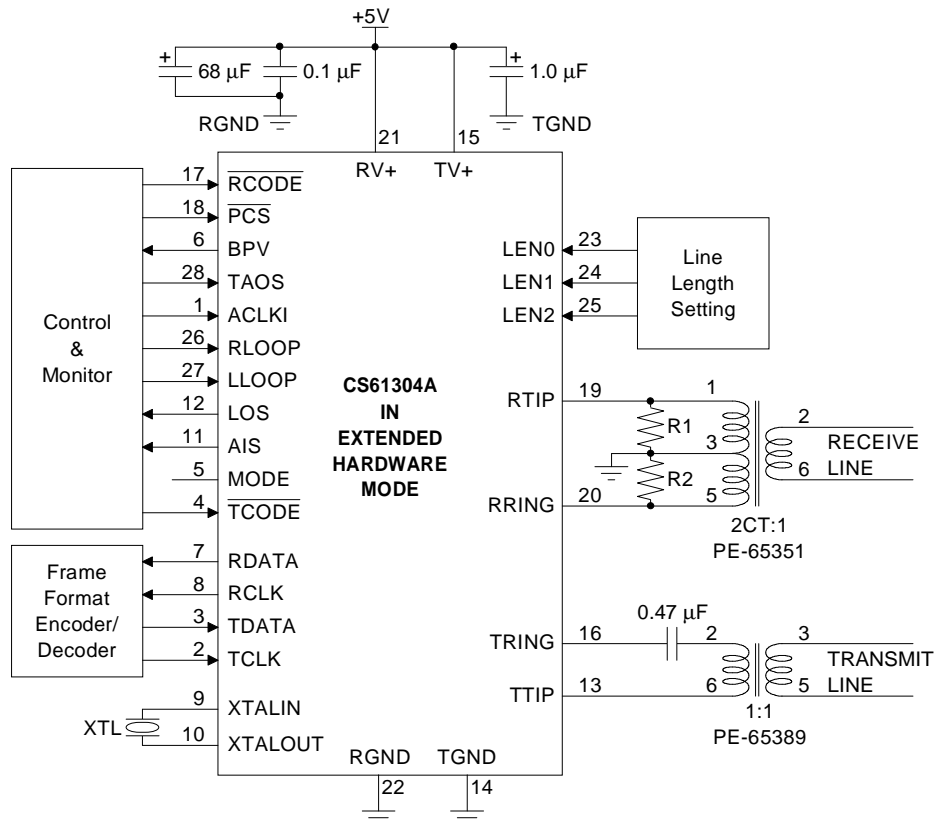 +5V
+
68 μF
0.1 μF
+
1.0 μF
RGND
TGND
21
15
RV+
TV+
Control
&
Monitor
17
RCODE
18
PCS
6
BPV
28
TAOS
1
ACLKI
26
RLOOP
27
LLOOP
12
LOS
11
AIS
5
MODE
4
TCODE
Frame
Format
Encoder/
Decoder
7
RDATA
8
RCLK
3
TDATA
2
TCLK
XTL
9
XTALIN
10
XTALOUT
CS61304A
IN
EXTENDED
HARDWARE
MODE
LEN0
23
LEN1
24
LEN2
25
Line
Length
Setting
RTIP
19
R1
R2
RRING
20
1
3
5
2
6
RECEIVE
LINE
2CT:1
PE-65351
0.47 μF
TRING
16
TTIP
13
2
6
3
5
TRANSMIT
LINE
1:1
PE-65389
RGND
TGND
22
14